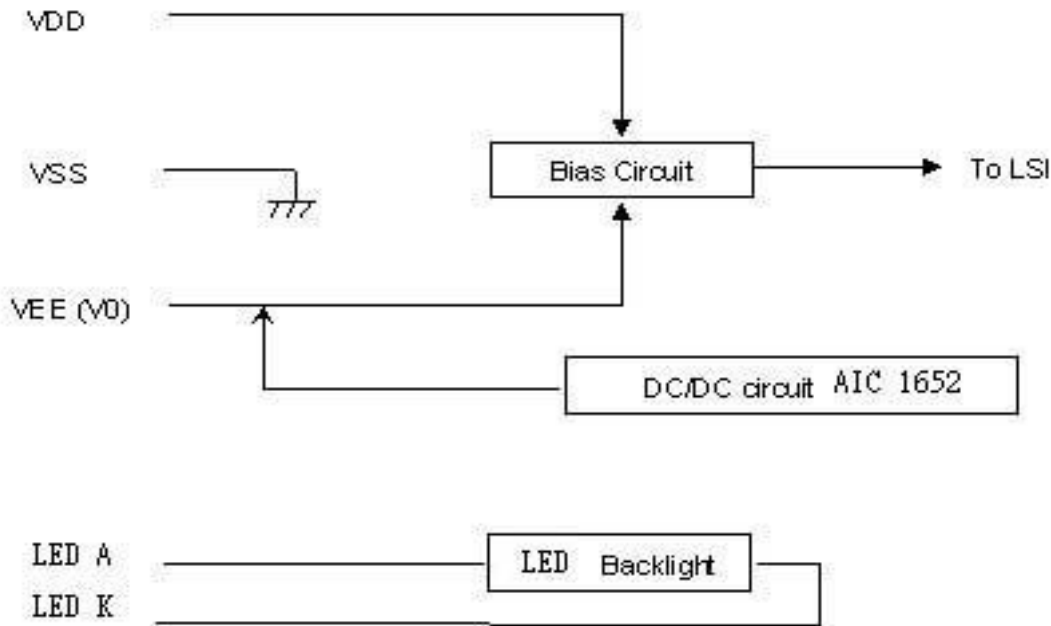 VDD
VSS
Bias Circuit
To LSI
VEE (V0)
DC/DC circuit AIC 1652
LED A
LED Backlight
LED K